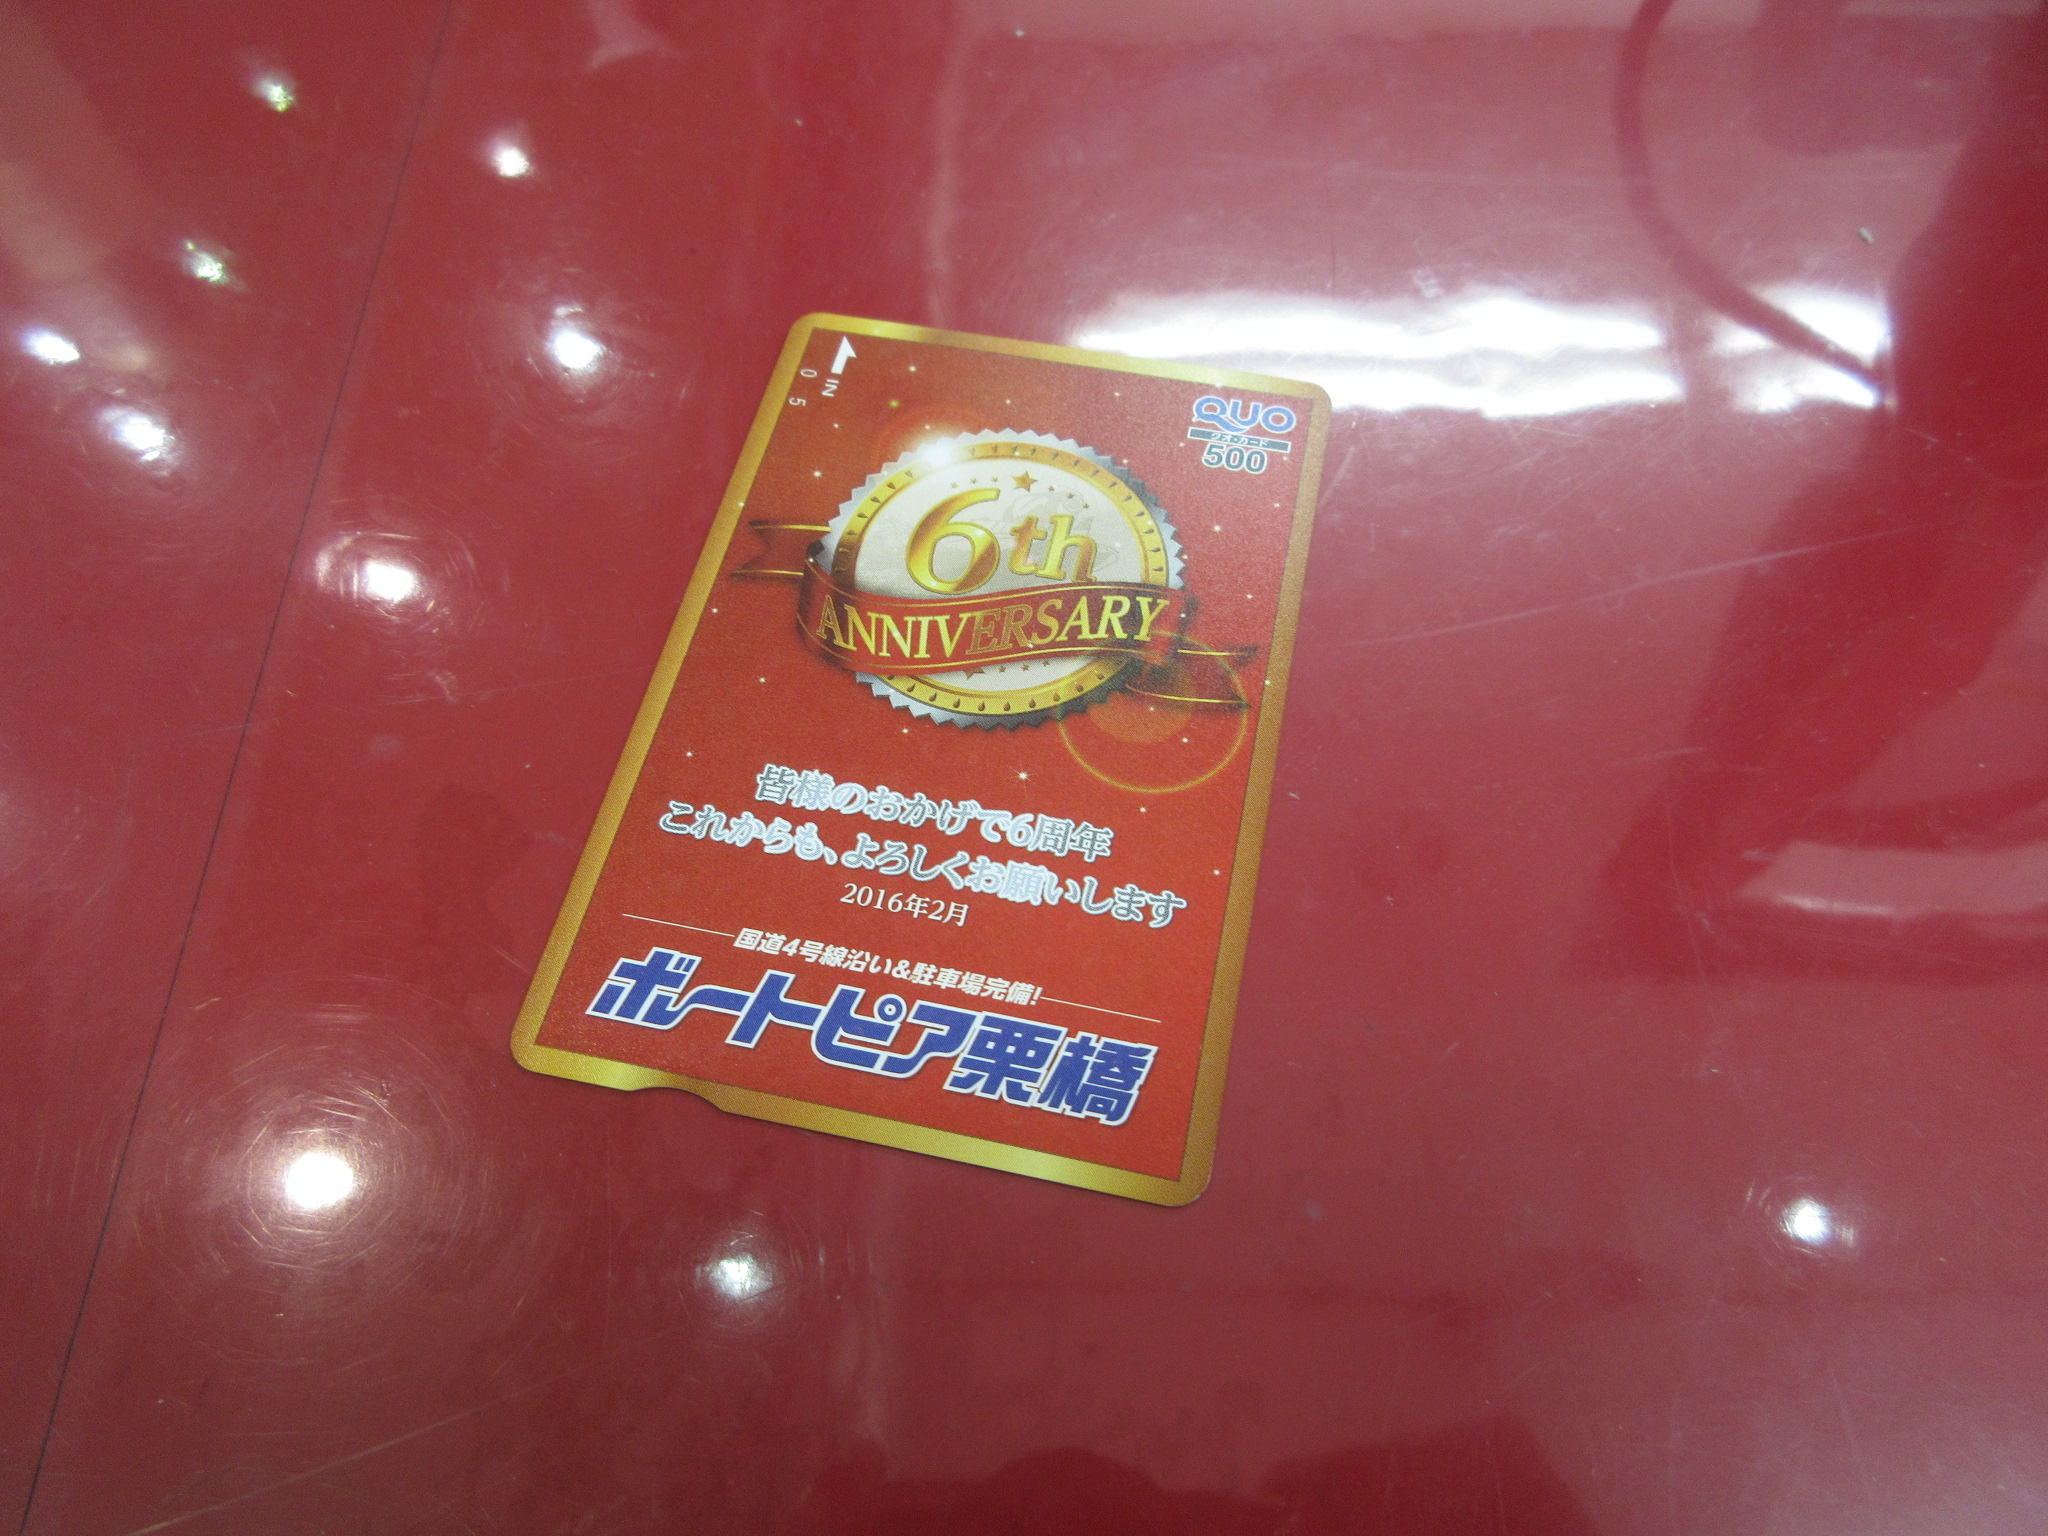 IN
0 5
QUO
クオ・カード
500
6th
ANNIVERSARY
皆様のおかげで6周年
これからも、よろしくお願いします
2016年2月
国道4号線沿い&駐車場完備!
ボートピア栗橋